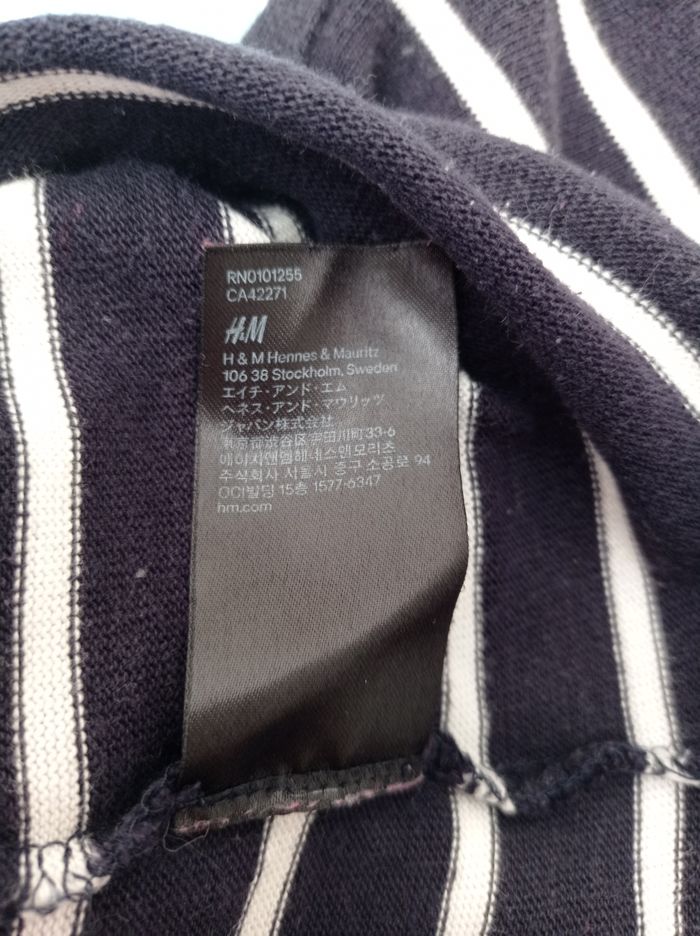 RN0101255
CA42271
H&M
H & M Hennes & Mauritz
106 38 Stockholm, Sweden
エイチ・アンド・エム
ヘネス・アンド・マウリッツ
ジャパン株式会社
東京都渋谷区宇田川町33-6
에이치앤엠헤네스앤모리츠
주식회사 서울시 중구 소공로 94
OCI빌딩 15층 1577-6347
hm.com